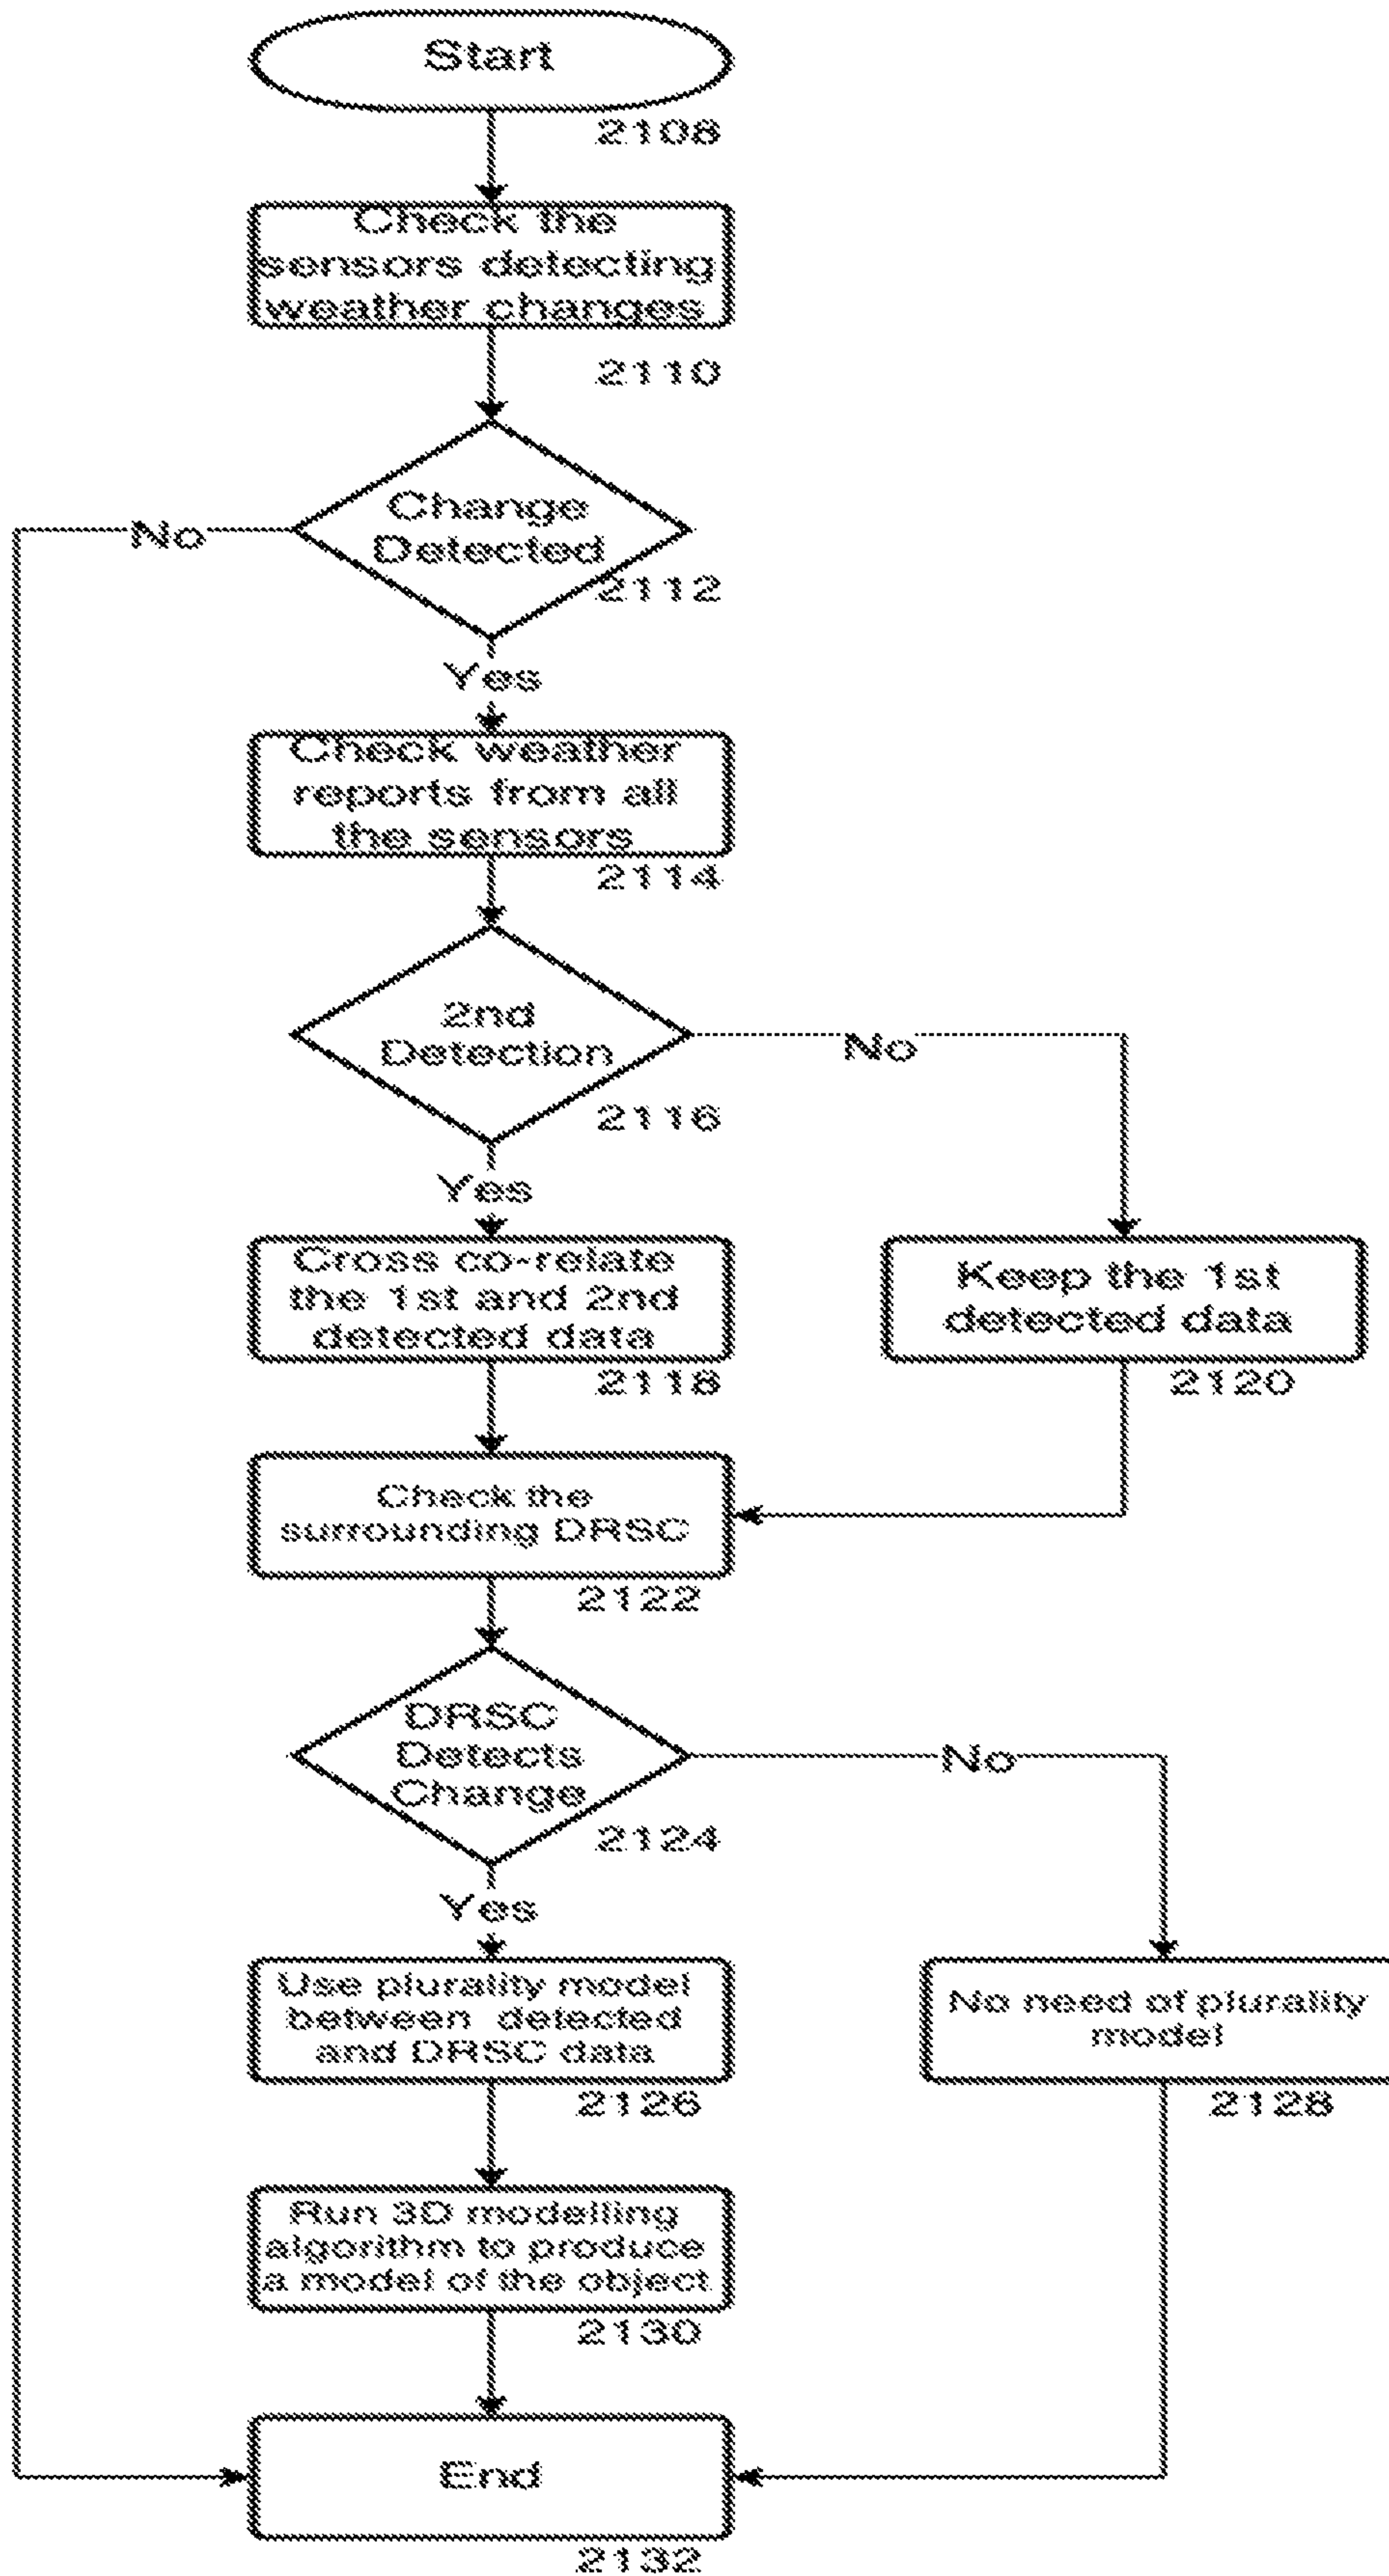 Start
2108
Check the
sensors detecting
weather changes
2110
Change
Detected
2112
No
Yes
Check weather
reports from all
the sensors
2114
2nd
Detection
2116
No
Yes
Cross co-relate
the 1st and 2nd
detected data
2118
Keep the 1st
detected data
2120
Check the
surrounding DRSC
2122
DRSC
Detects
Change
2124
No
Yes
Use plurality model
between detected
and DRSC data
2126
No need of plurality
model
2128
Run 3D modelling
algorithm to produce
a model of the object
2130
End
2132